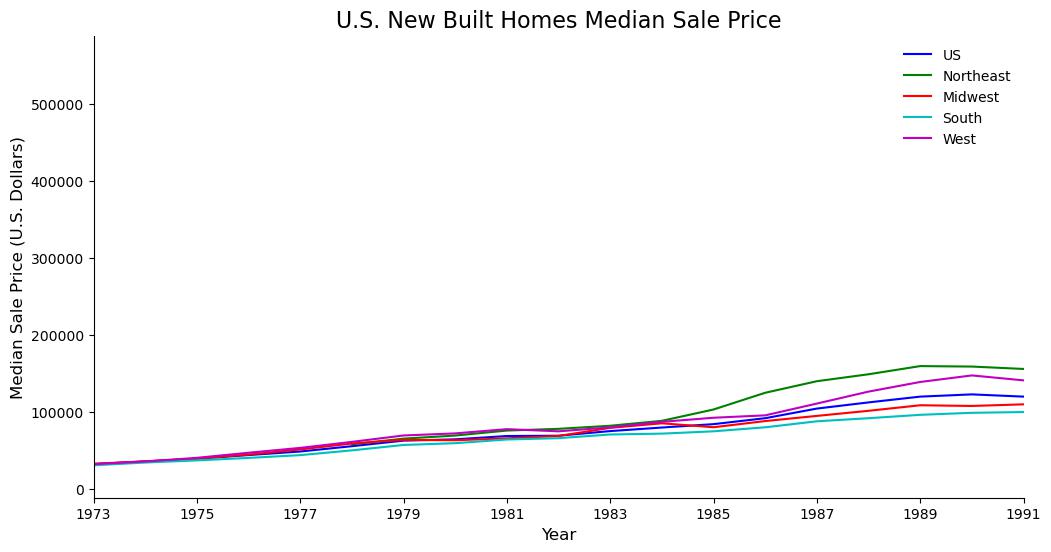 U.S. New Built Homes Median Sale Price
US
Northeast
Midwest
South
West
Median Sale Price (U.S. Dollars)
500000
400000
300000
200000
100000
0
1973 1975 1977 1979 1981 1983 1985 1987 1989 1991
Year